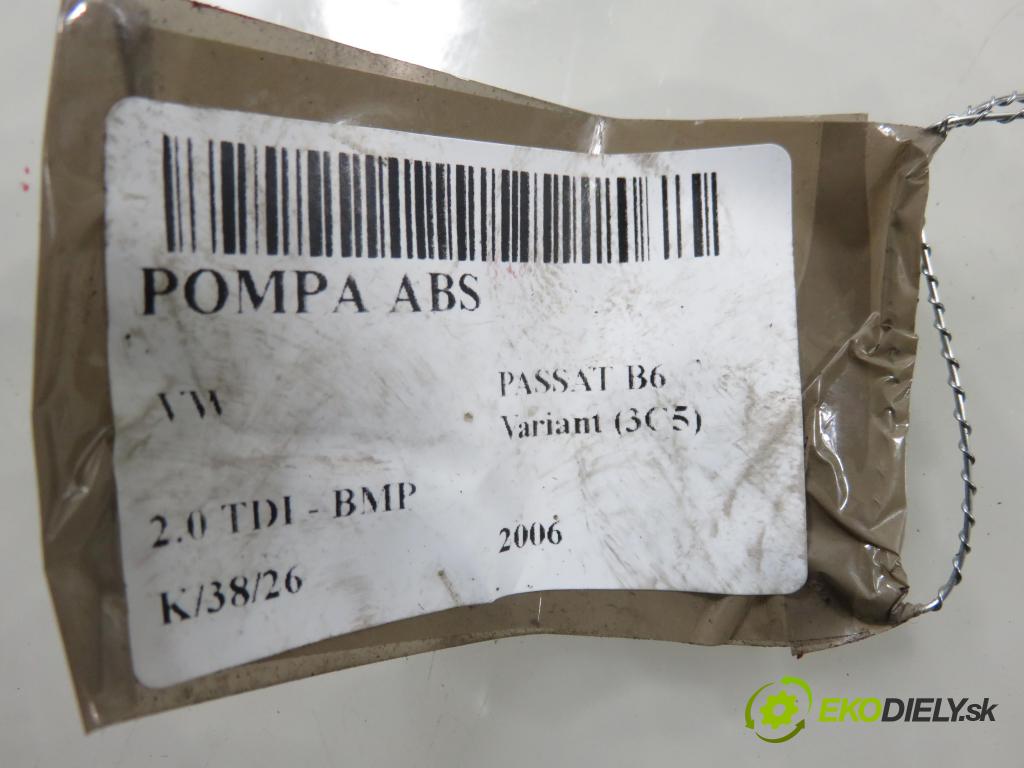 POMPA ABS
VW
PASSAT B6
Variant (3C5)
2.0 TDI - BMP
2006
K/38/26
EKODIELY.sk